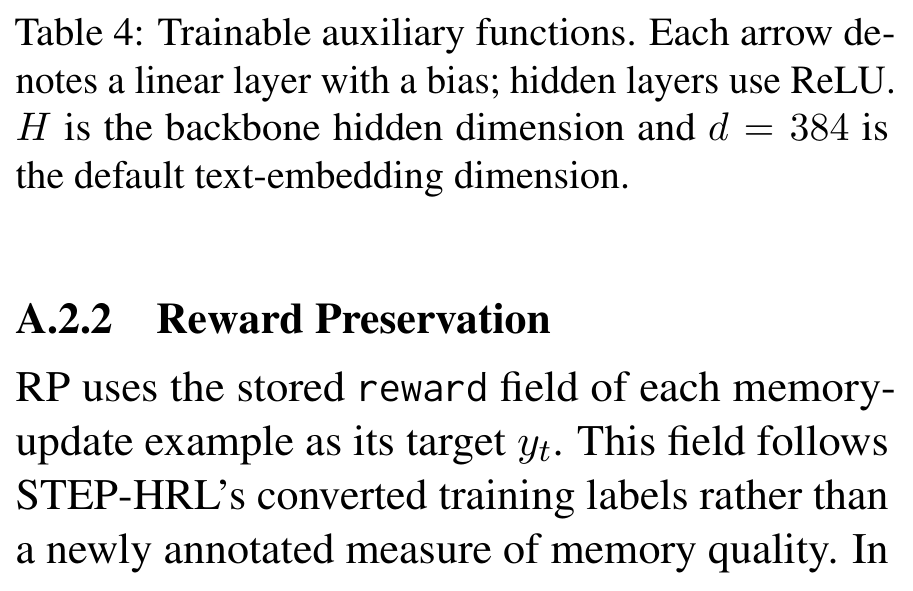 Table 4: Trainable auxiliary functions. Each arrow de-
notes a linear layer with a bias; hidden layers use ReLU.
H is the backbone hidden dimension and d = 384 is
the default text-embedding dimension.
A.2.2 Reward Preservation
RP uses the stored reward field of each memory-
update example as its target yₜ. This field follows
STEP-HRL’s converted training labels rather than
a newly annotated measure of memory quality. In